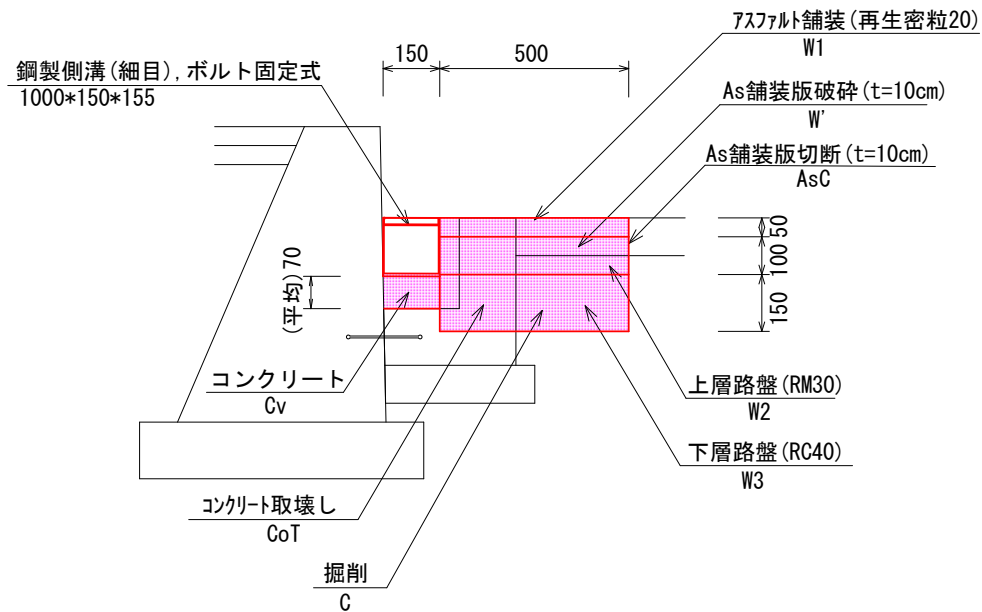 アスファルト舗装(再生密粒20)
W1
150
500
鋼製側溝(細目),ボルト固定式
1000*150*155
As舗装版破砕(t=10cm)
W'
As舗装版切断(t=10cm)
AsC
50
100
150
(平均)70
コンクリート
Cv
上層路盤(RM30)
W2
下層路盤(RC40)
W3
コンクリート取壊し
CoT
掘削
C